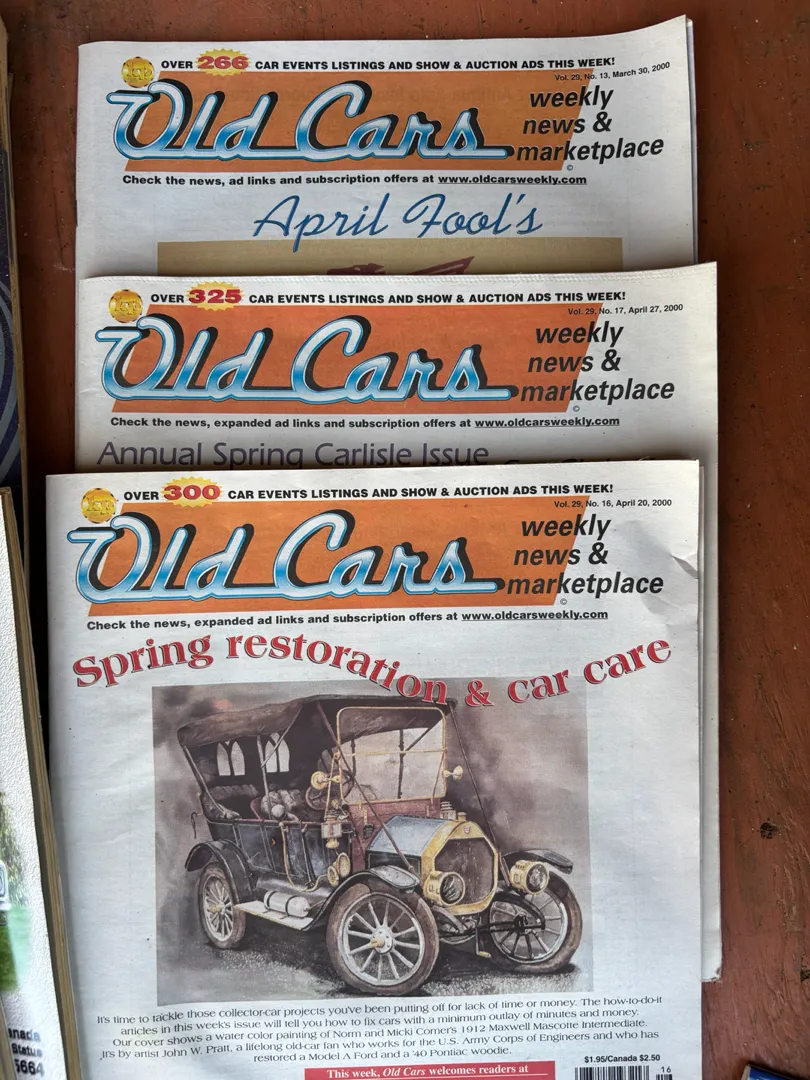 OVER 266 CAR EVENTS LISTINGS AND SHOW & AUCTION ADS THIS WEEK!
Vol. 29, No. 13, March 30, 2000
Old Cars
weekly
news &
marketplace
©
Check the news, ad links and subscription offers at www.oldcarsweekly.com
April Fool's
OVER 325 CAR EVENTS LISTINGS AND SHOW & AUCTION ADS THIS WEEK!
Vol. 29, No. 17, April 27, 2000
Old Cars
weekly
news &
marketplace
©
Check the news, expanded ad links and subscription offers at www.oldcarsweekly.com
Annual Spring Carlisle Issue
OVER 300 CAR EVENTS LISTINGS AND SHOW & AUCTION ADS THIS WEEK!
Vol. 29, No. 16, April 20, 2000
Old Cars
weekly
news &
marketplace
©
Check the news, expanded ad links and subscription offers at www.oldcarsweekly.com
Spring restoration & car care
It's time to tackle those collector-car projects you've been putting off for lack of time or money. The how-to-do-it
articles in this week's issue will tell you how to fix cars with a minimum outlay of minutes and money.
Our cover shows a water color painting of Norm and Micki Comer's 1912 Maxwell Mascotte Intermediate.
It's by artist John W. Pratt, a lifelong old-car fan who works for the U.S. Army Corps of Engineers and who has
restored a Model A Ford and a '40 Pontiac woodie.
$1.95/Canada $2.50
16
This week, Old Cars welcomes readers at
anada
Status
5664